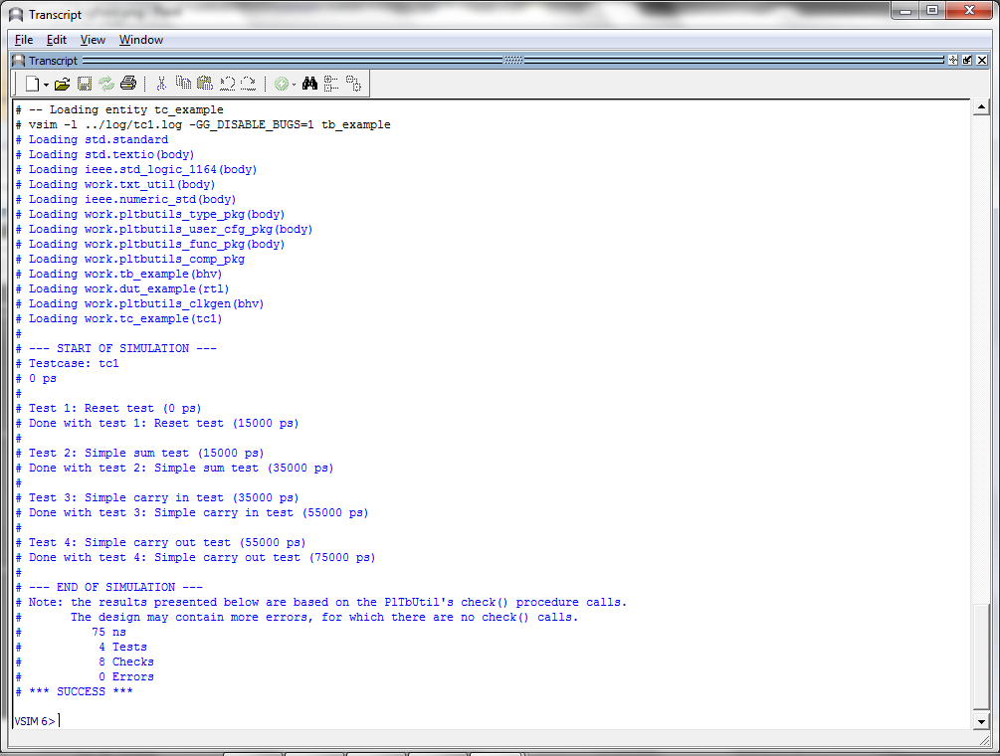 Transcript
File Edit View Window
Transcript
# -- Loading entity tc_example
# vsim -l ../log/tc1.log -GG_DISABLE_BUGS=1 tb_example
# Loading std.standard
# Loading std.textio(body)
# Loading ieee.std_logic_1164(body)
# Loading work.txt_util(body)
# Loading ieee.numeric_std(body)
# Loading work.pltbutils_type_pkg(body)
# Loading work.pltbutils_user_cfg_pkg(body)
# Loading work.pltbutils_func_pkg(body)
# Loading work.pltbutils_comp_pkg
# Loading work.tb_example(bhv)
# Loading work.dut_example(rtl)
# Loading work.pltbutils_clkgen(bhv)
# Loading work.tc_example(tc1)
#
# --- START OF SIMULATION ---
# Testcase: tc1
# 0 ps
#
# Test 1: Reset test (0 ps)
# Done with test 1: Reset test (15000 ps)
#
# Test 2: Simple sum test (15000 ps)
# Done with test 2: Simple sum test (35000 ps)
#
# Test 3: Simple carry in test (35000 ps)
# Done with test 3: Simple carry in test (55000 ps)
#
# Test 4: Simple carry out test (55000 ps)
# Done with test 4: Simple carry out test (75000 ps)
#
# --- END OF SIMULATION ---
# Note: the results presented below are based on the PlTbUtil's check() procedure calls.
#       The design may contain more errors, for which there are no check() calls.
#          75 ns
#           4 Tests
#           8 Checks
#           0 Errors
# *** SUCCESS ***
VSIM 6>